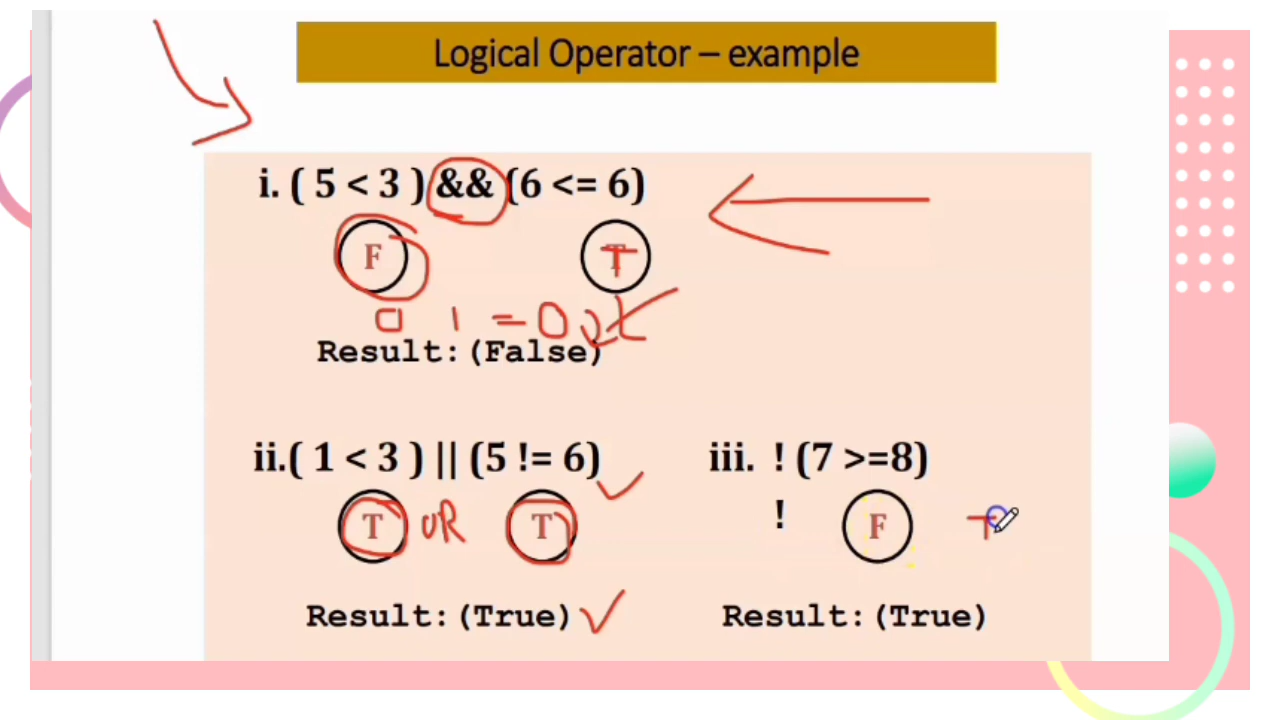 Logical Operator – example
i. ( 5 < 3 ) && (6 <= 6)
F T
0 1 = 0
Result:(False)
ii.( 1 < 3 ) || (5 != 6)
T OR T
Result:(True)
iii. ! (7 >=8)
! F T
Result:(True)